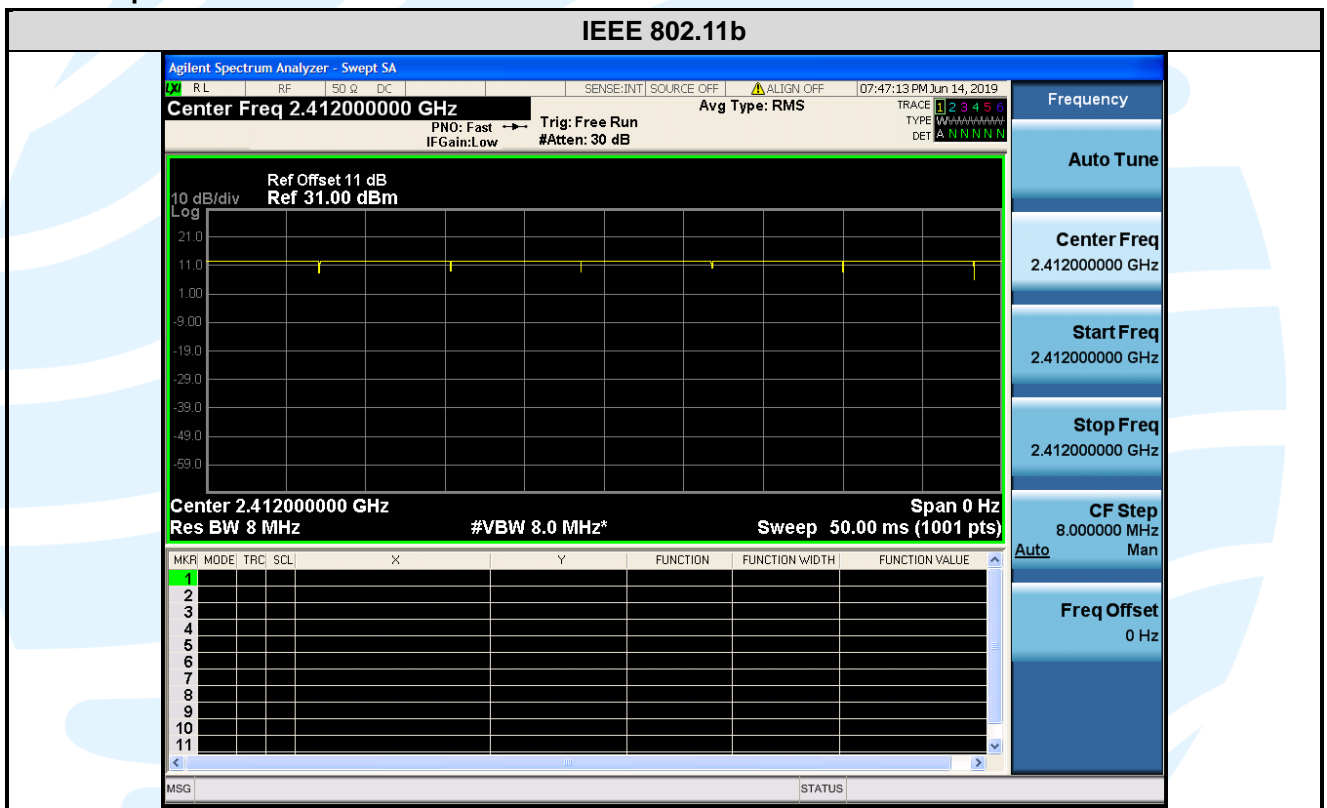 IEEE 802.11b
Agilent Spectrum Analyzer - Swept SA
LXI RL RF 50 Ω DC SENSE:INT SOURCE OFF ALIGN OFF 07:47:13 PM Jun 14, 2019
Center Freq 2.412000000 GHz
PNO: Fast
IFGain:Low
Trig: Free Run
#Atten: 30 dB
Avg Type: RMS
TRACE 1 2 3 4 5 6
TYPE
DET A N N N N N
Ref Offset 11 dB
10 dB/div Ref 31.00 dBm
Log
21.0
11.0
1.00
-9.00
-19.0
-29.0
-39.0
-49.0
-59.0
Center 2.412000000 GHz Span 0 Hz
Res BW 8 MHz #VBW 8.0 MHz* Sweep 50.00 ms (1001 pts)
MKR MODE TRC SCL X Y FUNCTION FUNCTION WIDTH FUNCTION VALUE
1
2
3
4
5
6
7
8
9
10
11
MSG STATUS
Frequency
Auto Tune
Center Freq
2.412000000 GHz
Start Freq
2.412000000 GHz
Stop Freq
2.412000000 GHz
CF Step
8.000000 MHz
Auto Man
Freq Offset
0 Hz